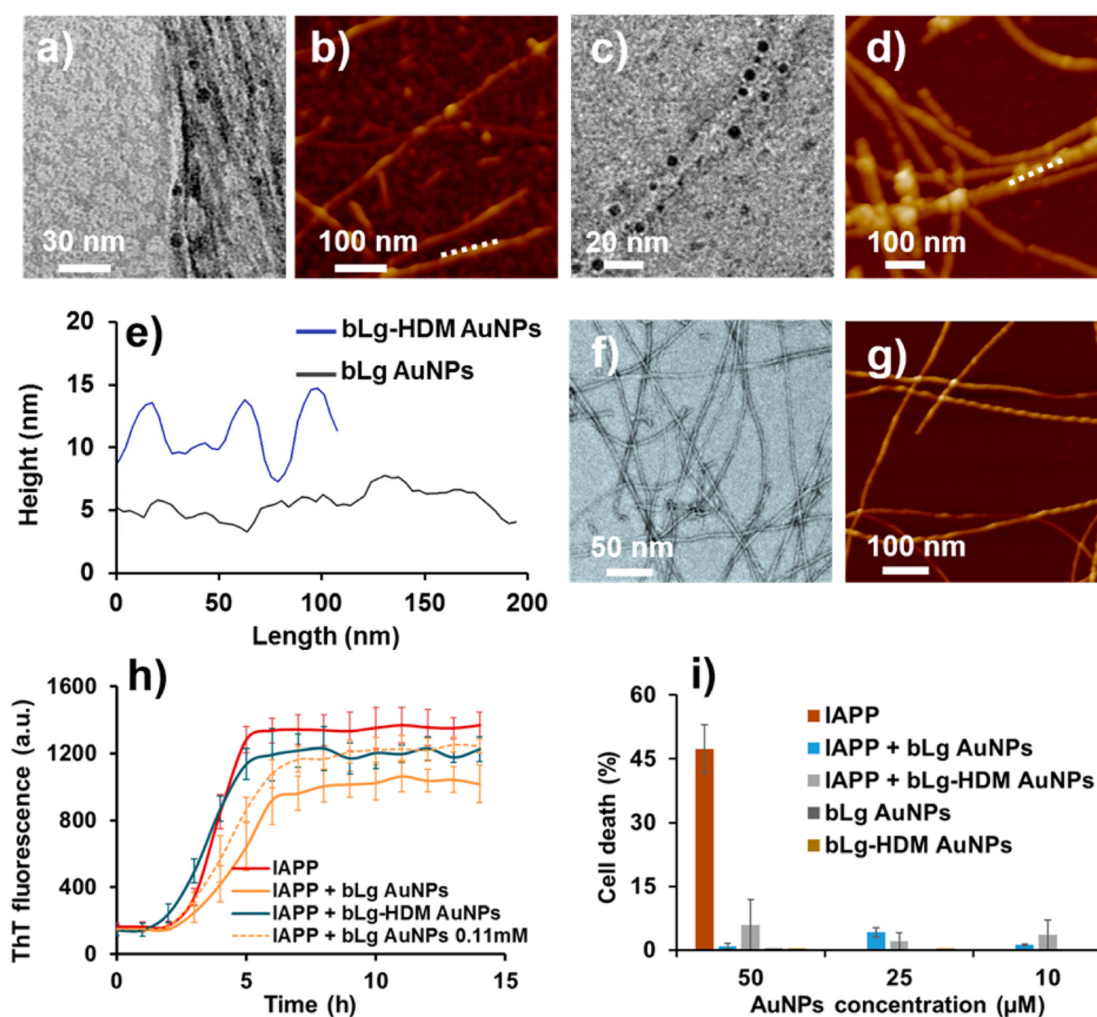 a)
30 nm
b)
100 nm
c)
20 nm
d)
100 nm
e)
bLg-HDM AuNPs
bLg AuNPs
Height (nm)
20
15
10
5
0
0 50 100 150 200
Length (nm)
f)
50 nm
g)
100 nm
h)
ThT fluorescence (a.u.)
1600
1200
800
400
0
IAPP
IAPP + bLg AuNPs
IAPP + bLg-HDM AuNPs
IAPP + bLg AuNPs 0.11mM
0 5 10 15
Time (h)
i)
Cell death (%)
60
45
30
15
0
IAPP
IAPP + bLg AuNPs
IAPP + bLg-HDM AuNPs
bLg AuNPs
bLg-HDM AuNPs
50 25 10
AuNPs concentration (µM)